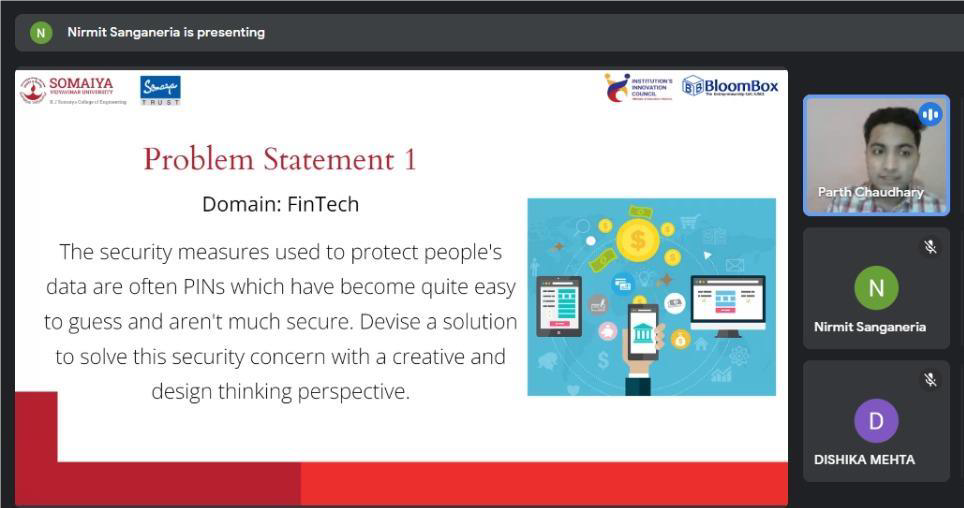 N
Nirmit Sanganeria is presenting
SOMAIYA
VIDYAVIHAR UNIVERSITY
K J Somaiya College of Engineering
Somaiya
TRUST
INSTITUTION'S
INNOVATION
COUNCIL
BloomBox
Problem Statement 1
Domain: FinTech
The security measures used to protect people's
data are often PINs which have become quite easy
to guess and aren't much secure. Devise a solution
to solve this security concern with a creative and
design thinking perspective.
Parth Chaudhary
N
Nirmit Sanganeria
D
DISHIKA MEHTA